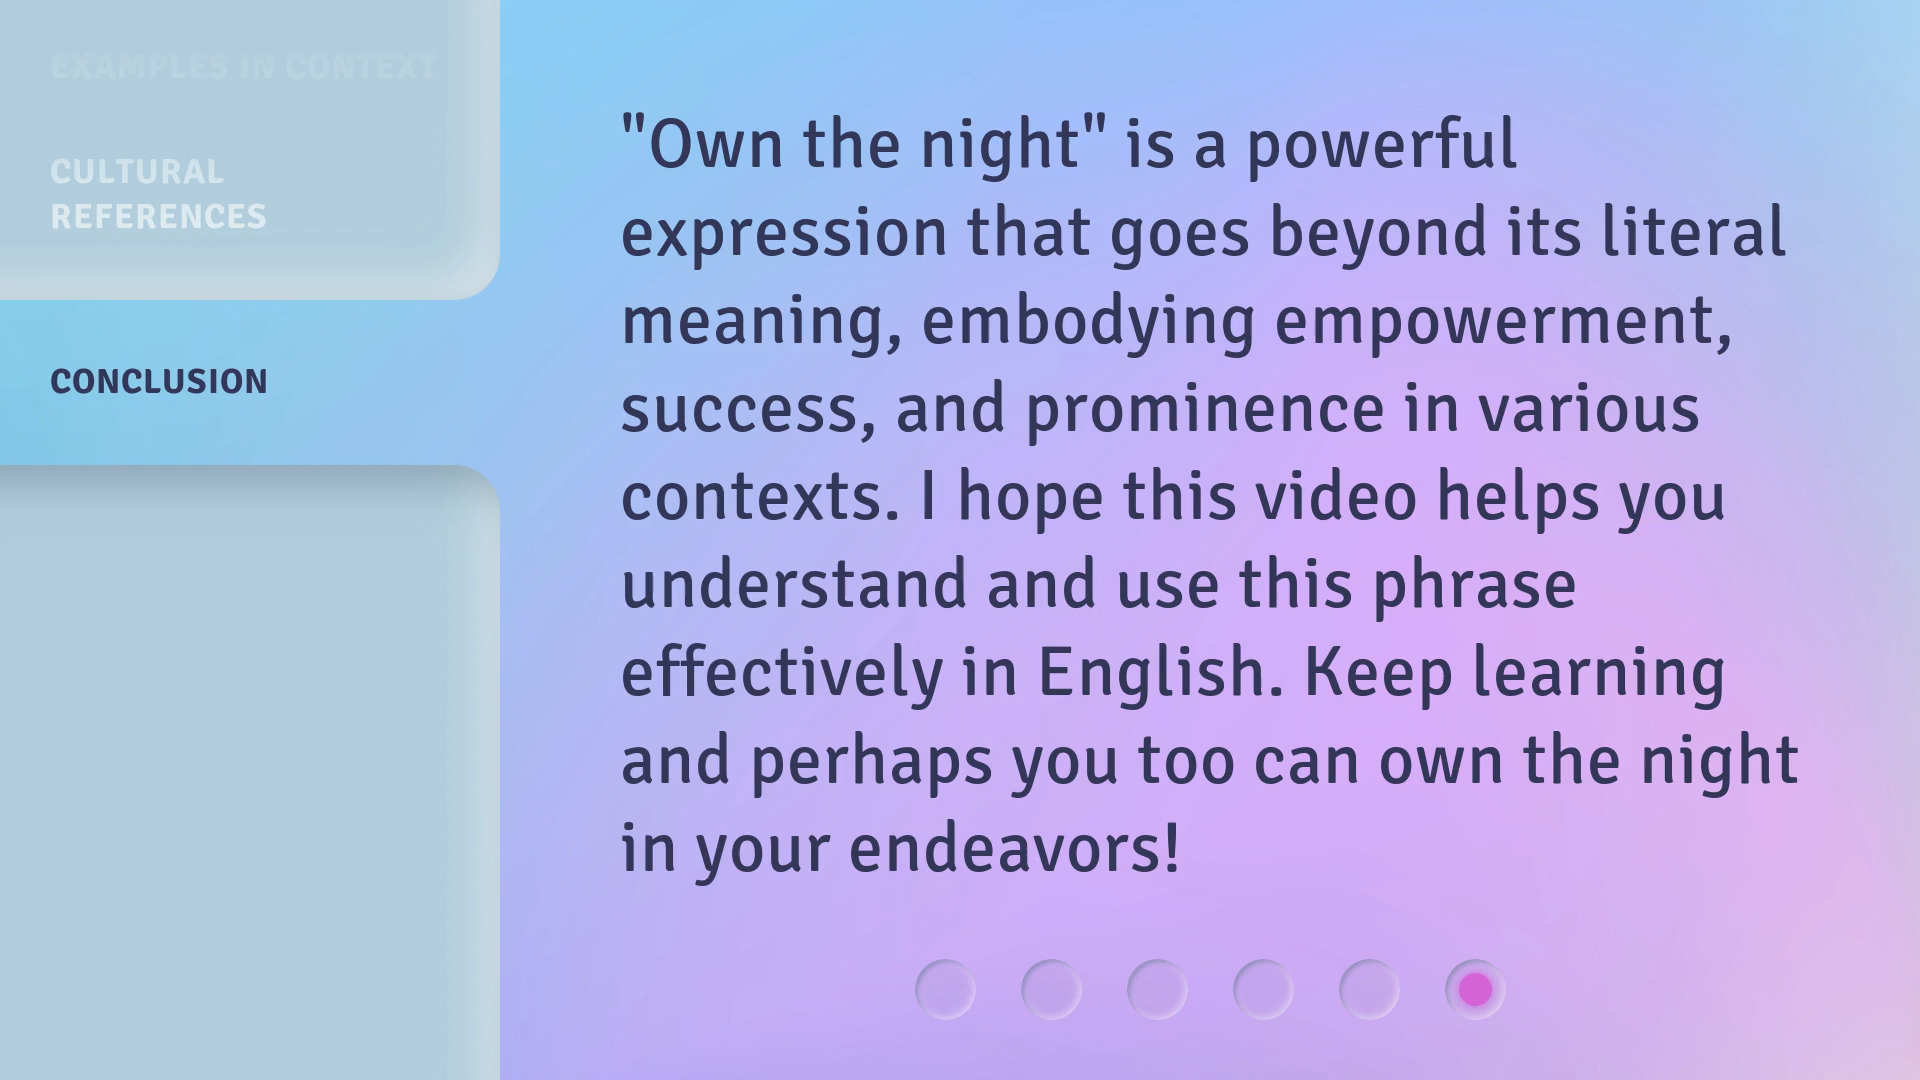 EXAMPLES IN CONTEXT
CULTURAL
REFERENCES
CONCLUSION
"Own the night" is a powerful
expression that goes beyond its literal
meaning, embodying empowerment,
success, and prominence in various
contexts. I hope this video helps you
understand and use this phrase
effectively in English. Keep learning
and perhaps you too can own the night
in your endeavors!